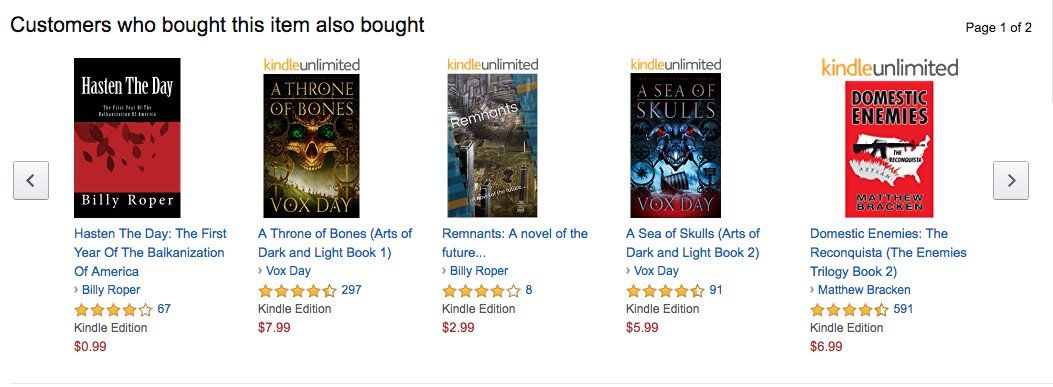 Customers who bought this item also bought
Page 1 of 2
Hasten The Day
The First Year Of The
Balkanization Of America
Billy Roper
Hasten The Day: The First
Year Of The Balkanization
Of America
› Billy Roper
67
Kindle Edition
$0.99
kindleunlimited
A THRONE
OF BONES
VOX DAY
A Throne of Bones (Arts of
Dark and Light Book 1)
› Vox Day
297
Kindle Edition
$7.99
kindleunlimited
Remnants
A novel of the future....
Remnants: A novel of the
future...
› Billy Roper
8
Kindle Edition
$2.99
kindleunlimited
A SEA OF
SKULLS
VOX DAY
A Sea of Skulls (Arts of
Dark and Light Book 2)
› Vox Day
91
Kindle Edition
$5.99
kindleunlimited
DOMESTIC
ENEMIES
THE
RECONQUISTA
AZTLAN
MATTHEW
BRACKEN
Domestic Enemies: The
Reconquista (The Enemies
Trilogy Book 2)
› Matthew Bracken
591
Kindle Edition
$6.99